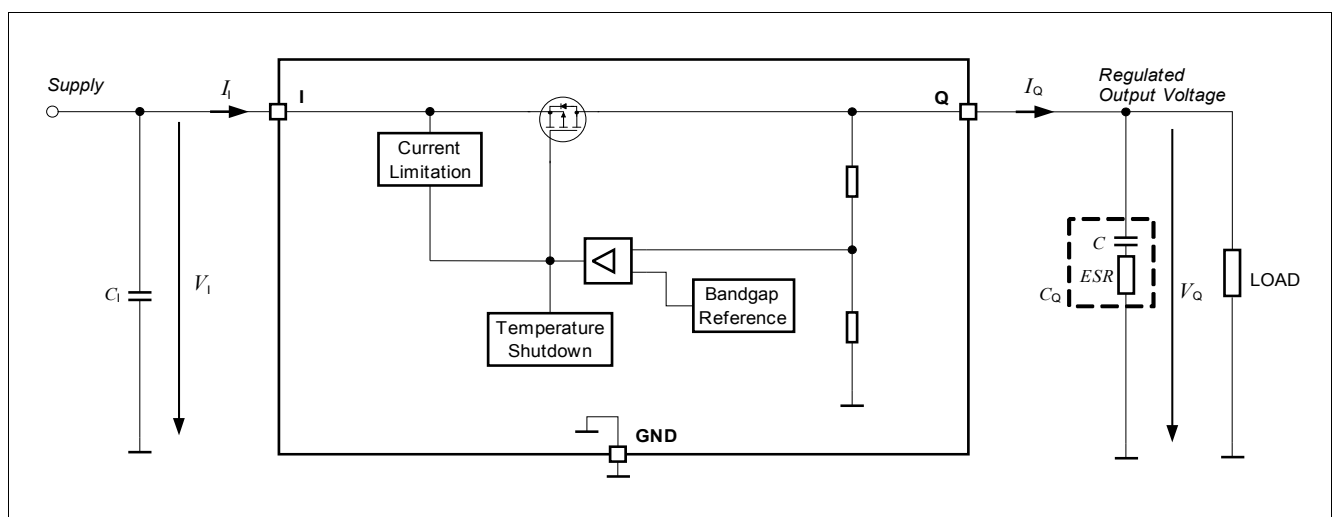 Supply
I_I
I
Q
I_Q
Regulated
Output Voltage
Current
Limitation
C_I
V_I
Bandgap
Reference
Temperature
Shutdown
C
ESR
C_Q
V_Q
LOAD
GND